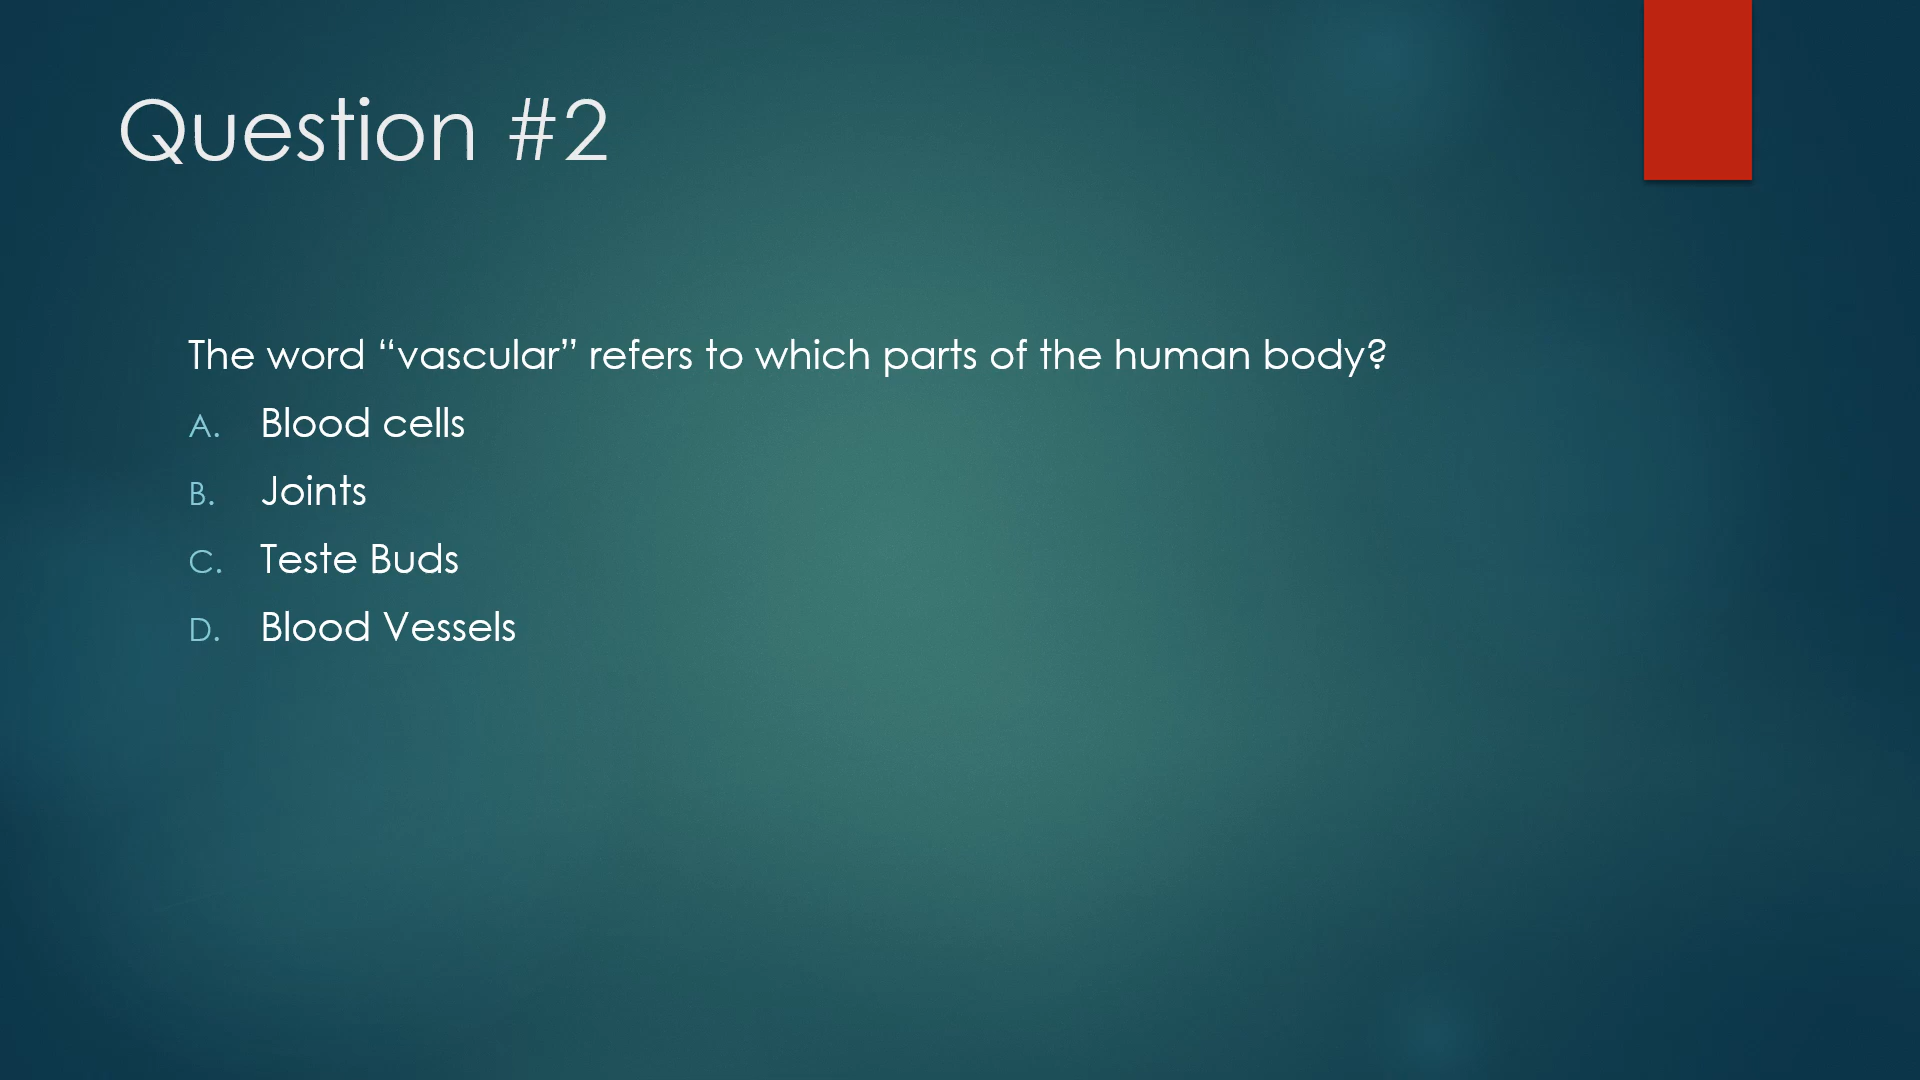 Question #2
The word “vascular” refers to which parts of the human body?
A. Blood cells
B. Joints
C. Teste Buds
D. Blood Vessels